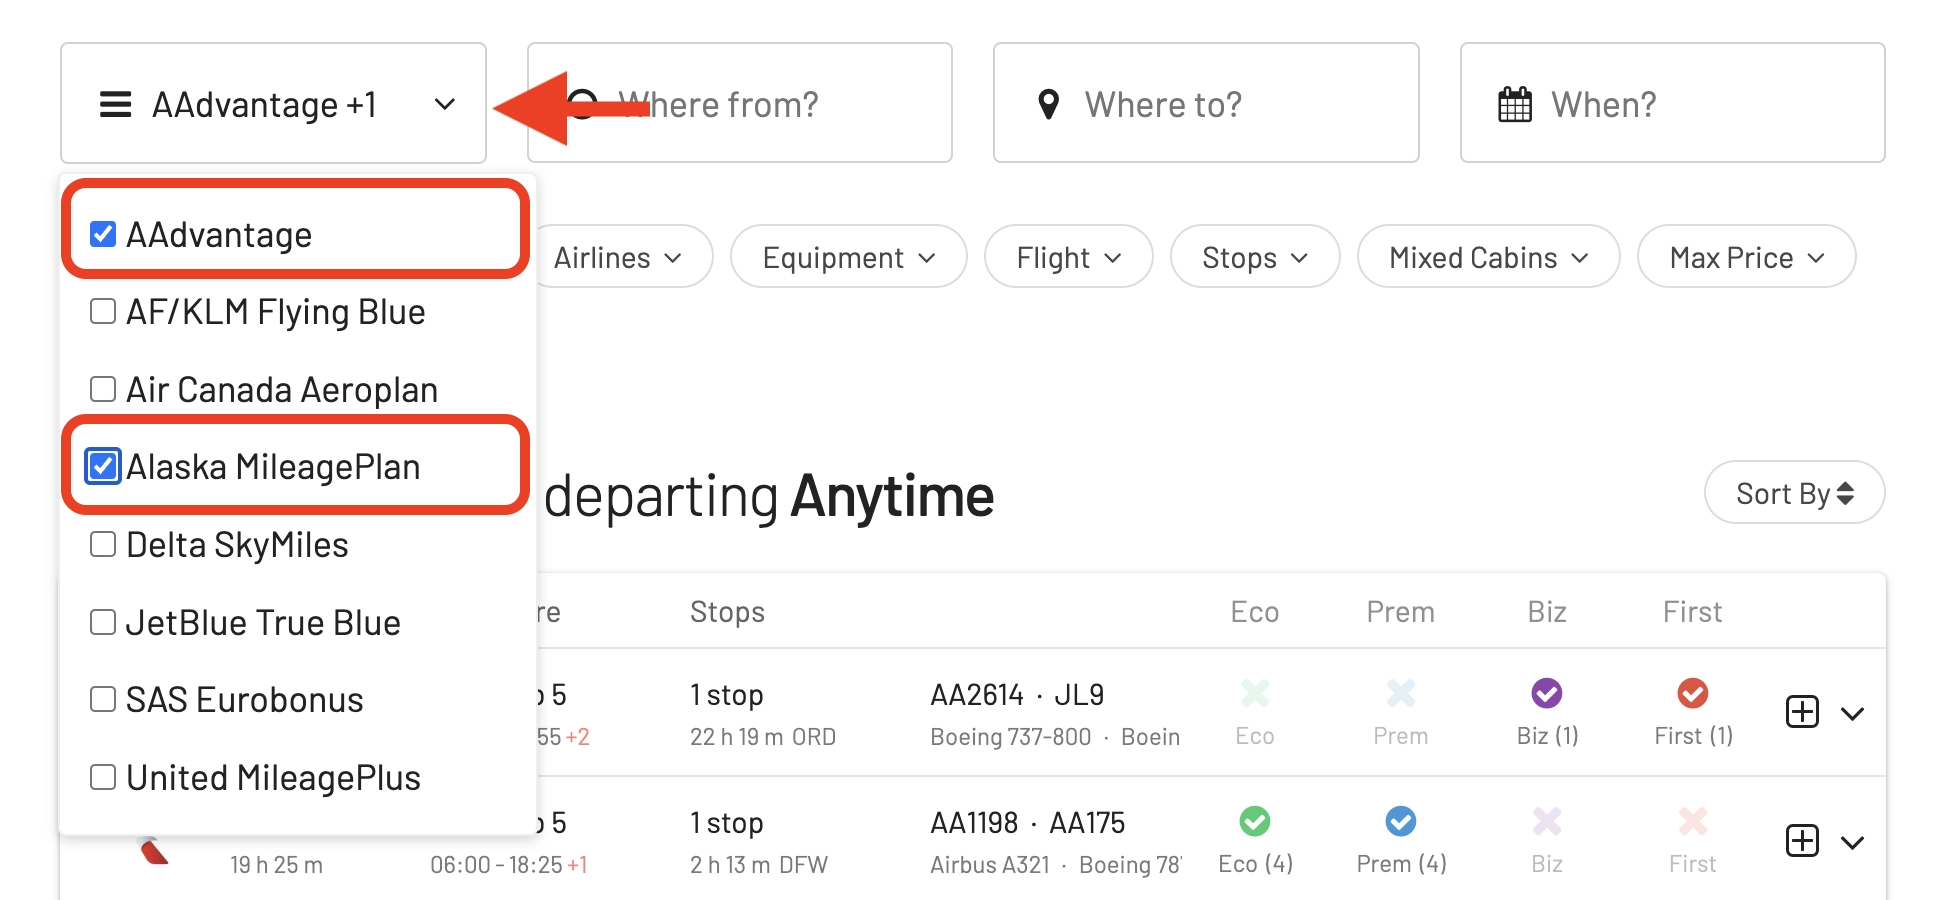 AAdvantage +1
Where from?
Where to?
When?
AAdvantage
AF/KLM Flying Blue
Air Canada Aeroplan
Alaska MileagePlan
Delta SkyMiles
JetBlue True Blue
SAS Eurobonus
United MileagePlus
Airlines
Equipment
Flight
Stops
Mixed Cabins
Max Price
departing Anytime
Sort By
re Stops Eco Prem Biz First
5 1 stop AA2614 · JL9
55 +2 22 h 19 m ORD Boeing 737-800 · Boein Eco Prem Biz (1) First (1)
5 1 stop AA1198 · AA175
19 h 25 m 06:00 - 18:25 +1 2 h 13 m DFW Airbus A321 · Boeing 78 Eco (4) Prem (4) Biz First